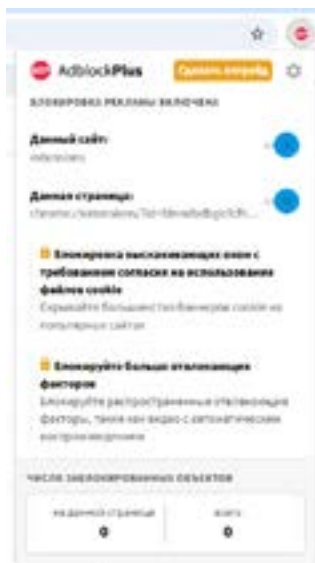 AdblockPlus
Сделать апгрейд
БЛОКИРОВКА РЕКЛАМЫ ВКЛЮЧЕНА
Данный сайт:
extensions
Данная страница:
Блокировка выскакивающих окон с
требованием согласия на использование
файлов cookie
Скрывайте большинство баннеров cookie на
популярных сайтах
Блокируйте больше отвлекающих
факторов
Блокируйте распространенные отвлекающие
факторы, такие как видео с автоматическим
воспроизведением
ЧИСЛО ЗАБЛОКИРОВАННЫХ ОБЪЕКТОВ
на данной странице
всего
0
0